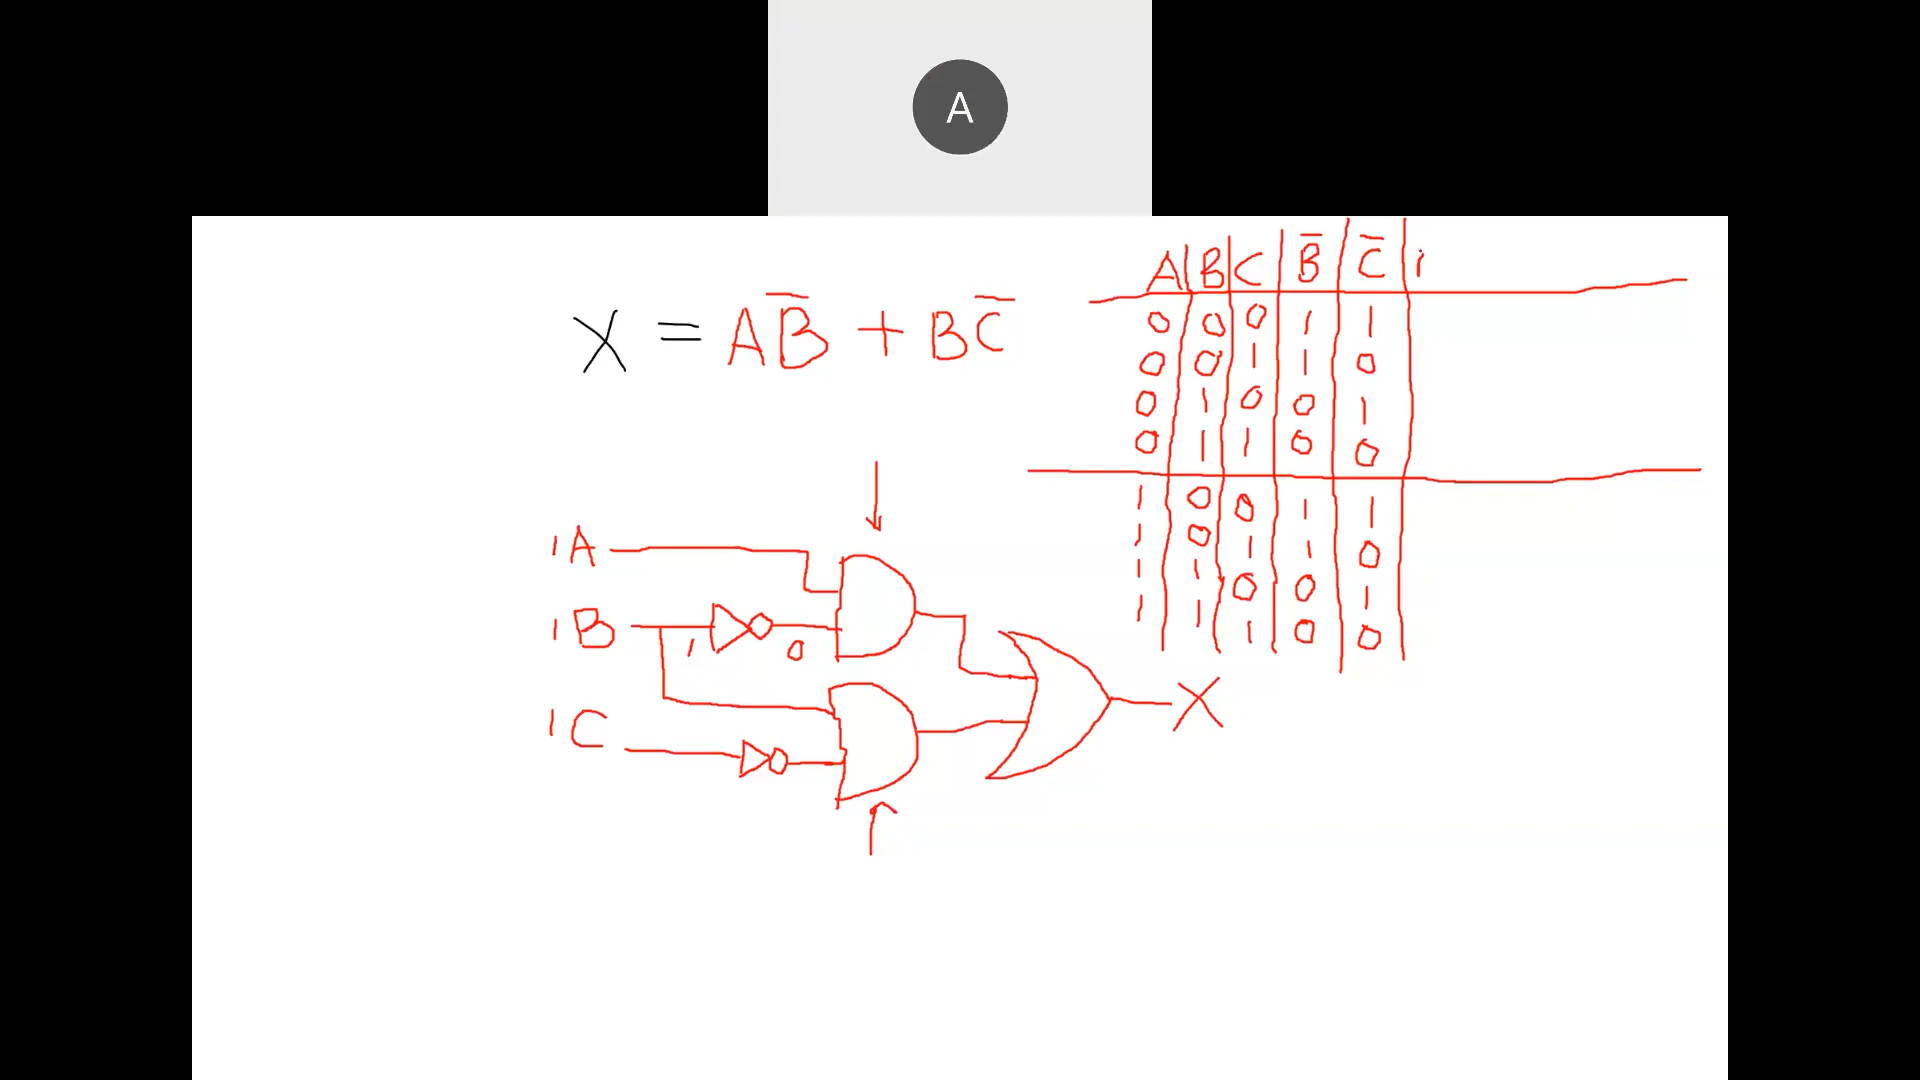 A
A B C B̅ C̅ 
X = AB̅ + BC̅
0 0 0 1 1
0 0 1 1 0
0 1 0 0 1
0 1 1 0 0
1 0 0 1 1
1 0 1 1 0
1 1 0 0 1
1 1 1 0 0
1 A
1 B
1 0
1 C
X